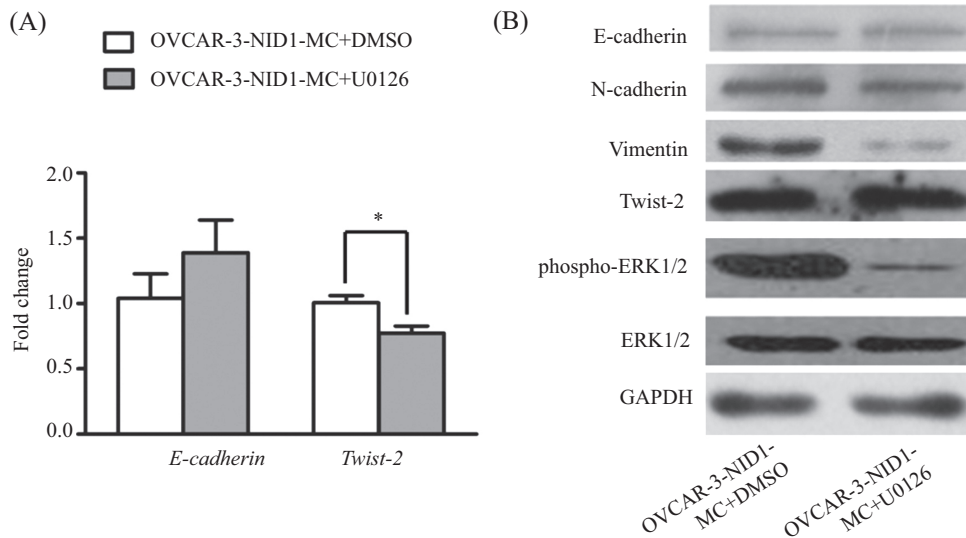 (A)
OVCAR-3-NID1-MC+DMSO
OVCAR-3-NID1-MC+U0126
Fold change
2.0
1.5
1.0
0.5
0.0
*
E-cadherin
Twist-2
(B)
E-cadherin
N-cadherin
Vimentin
Twist-2
phospho-ERK1/2
ERK1/2
GAPDH
OVCAR-3-NID1-
MC+DMSO
OVCAR-3-NID1-
MC+U0126